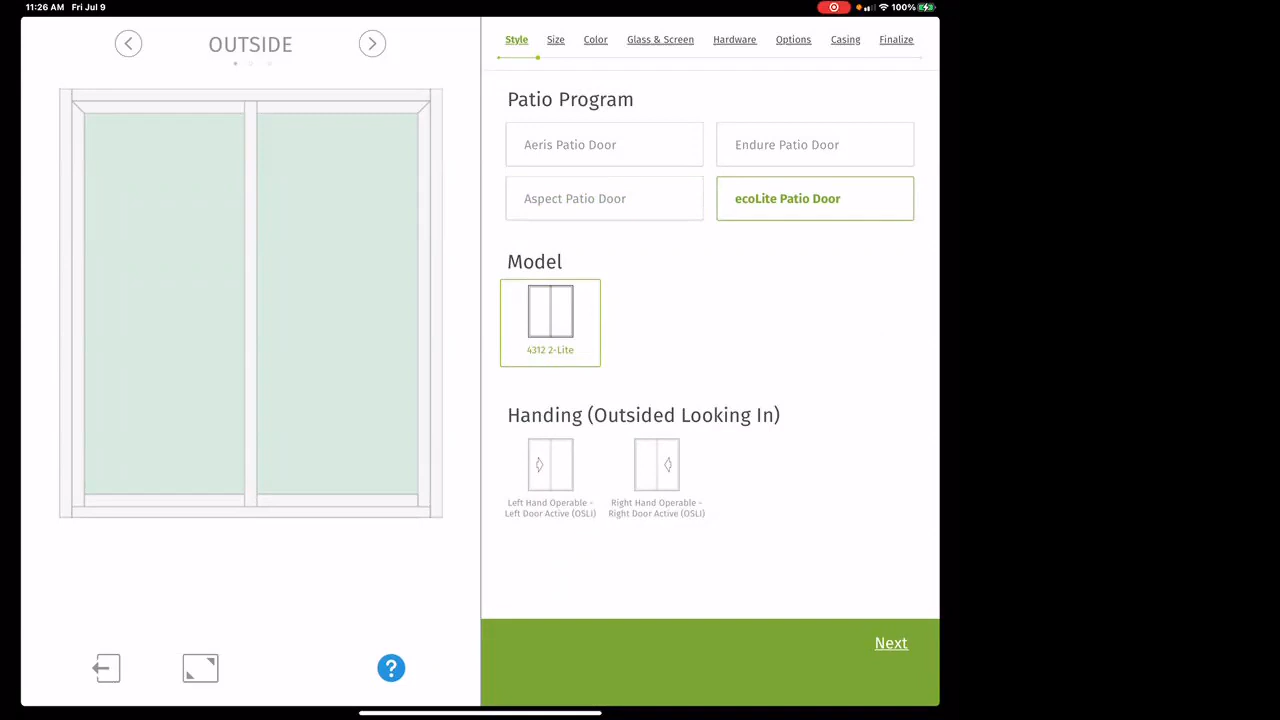 11:26 AM Fri Jul 9
100%
OUTSIDE
Style Size Color Glass & Screen Hardware Options Casing Finalize
Patio Program
Aeris Patio Door
Endure Patio Door
Aspect Patio Door
ecoLite Patio Door
Model
4312 2-Lite
Handing (Outsided Looking In)
Left Hand Operable -
Left Door Active (OSLI)
Right Hand Operable -
Right Door Active (OSLI)
?
Next